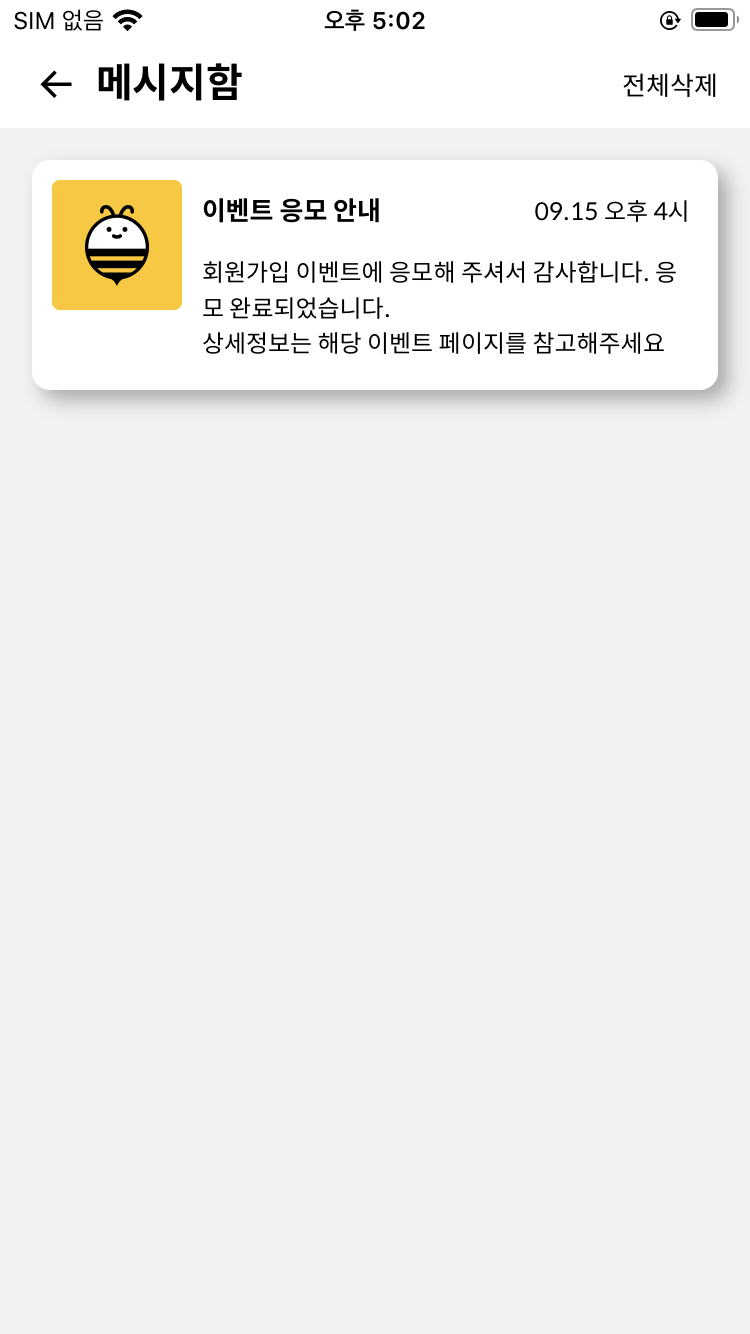 SIM 없음
오후 5:02
메시지함
전체삭제
이벤트 응모 안내
09.15 오후 4시
회원가입 이벤트에 응모해 주셔서 감사합니다. 응
모 완료되었습니다.
상세정보는 해당 이벤트 페이지를 참고해주세요